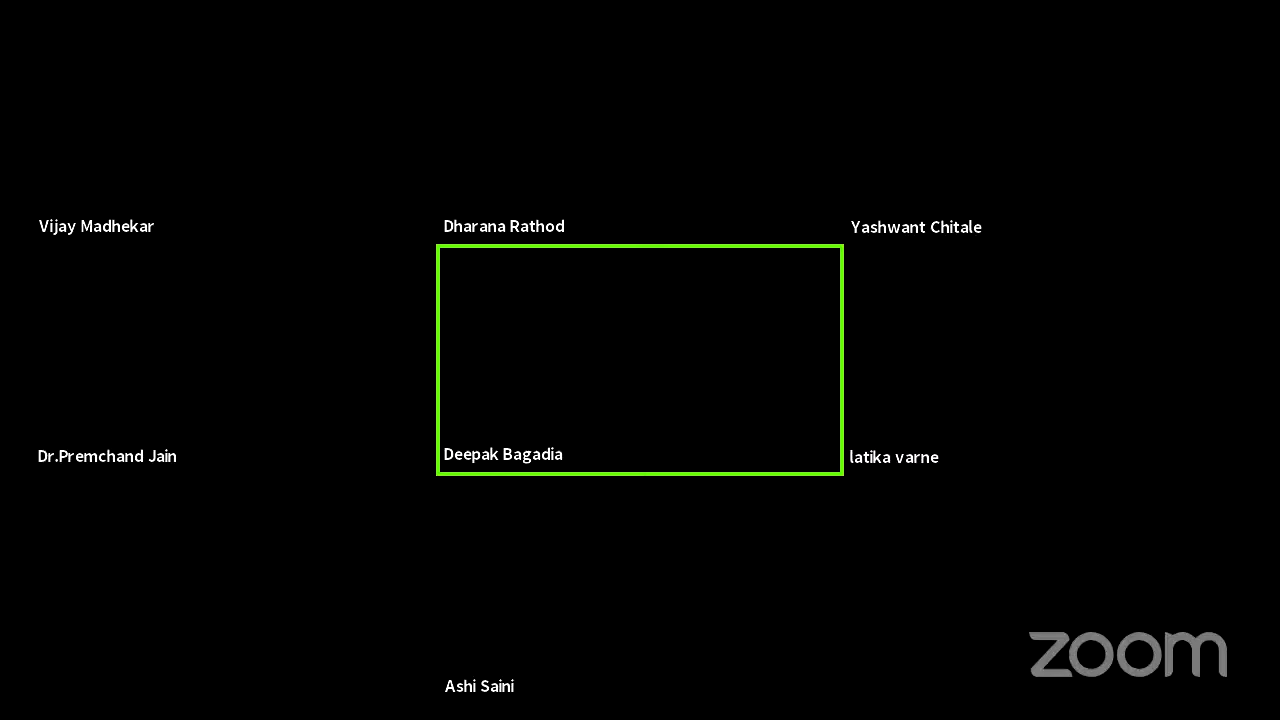 Vijay Madhekar
Dharana Rathod
Yashwant Chitale
Dr.Premchand Jain
Deepak Bagadia
latika varne
Ashi Saini
zoom